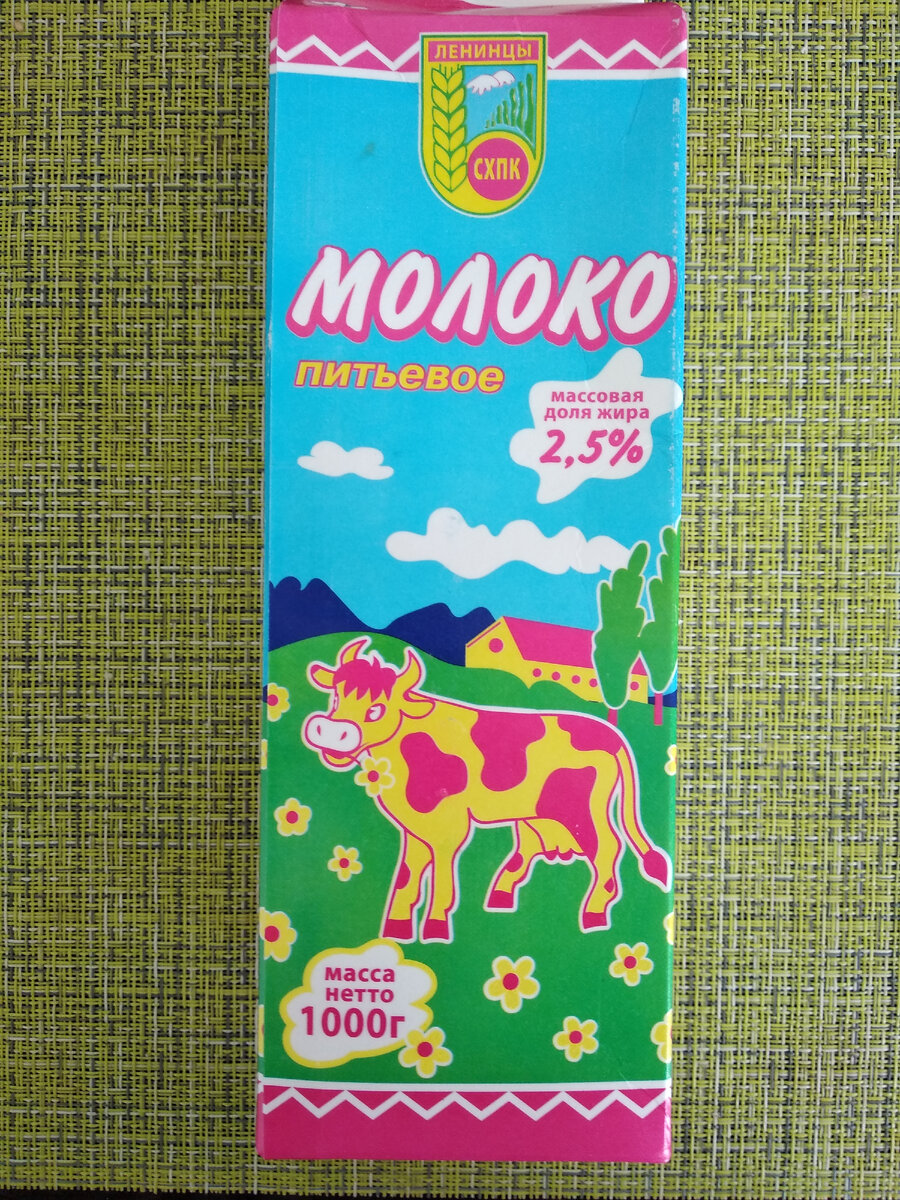 ЛЕНИНЦЫ
СХПК
МОЛОКО
питьевое
массовая
доля жира
2,5%
масса
нетто
1000г